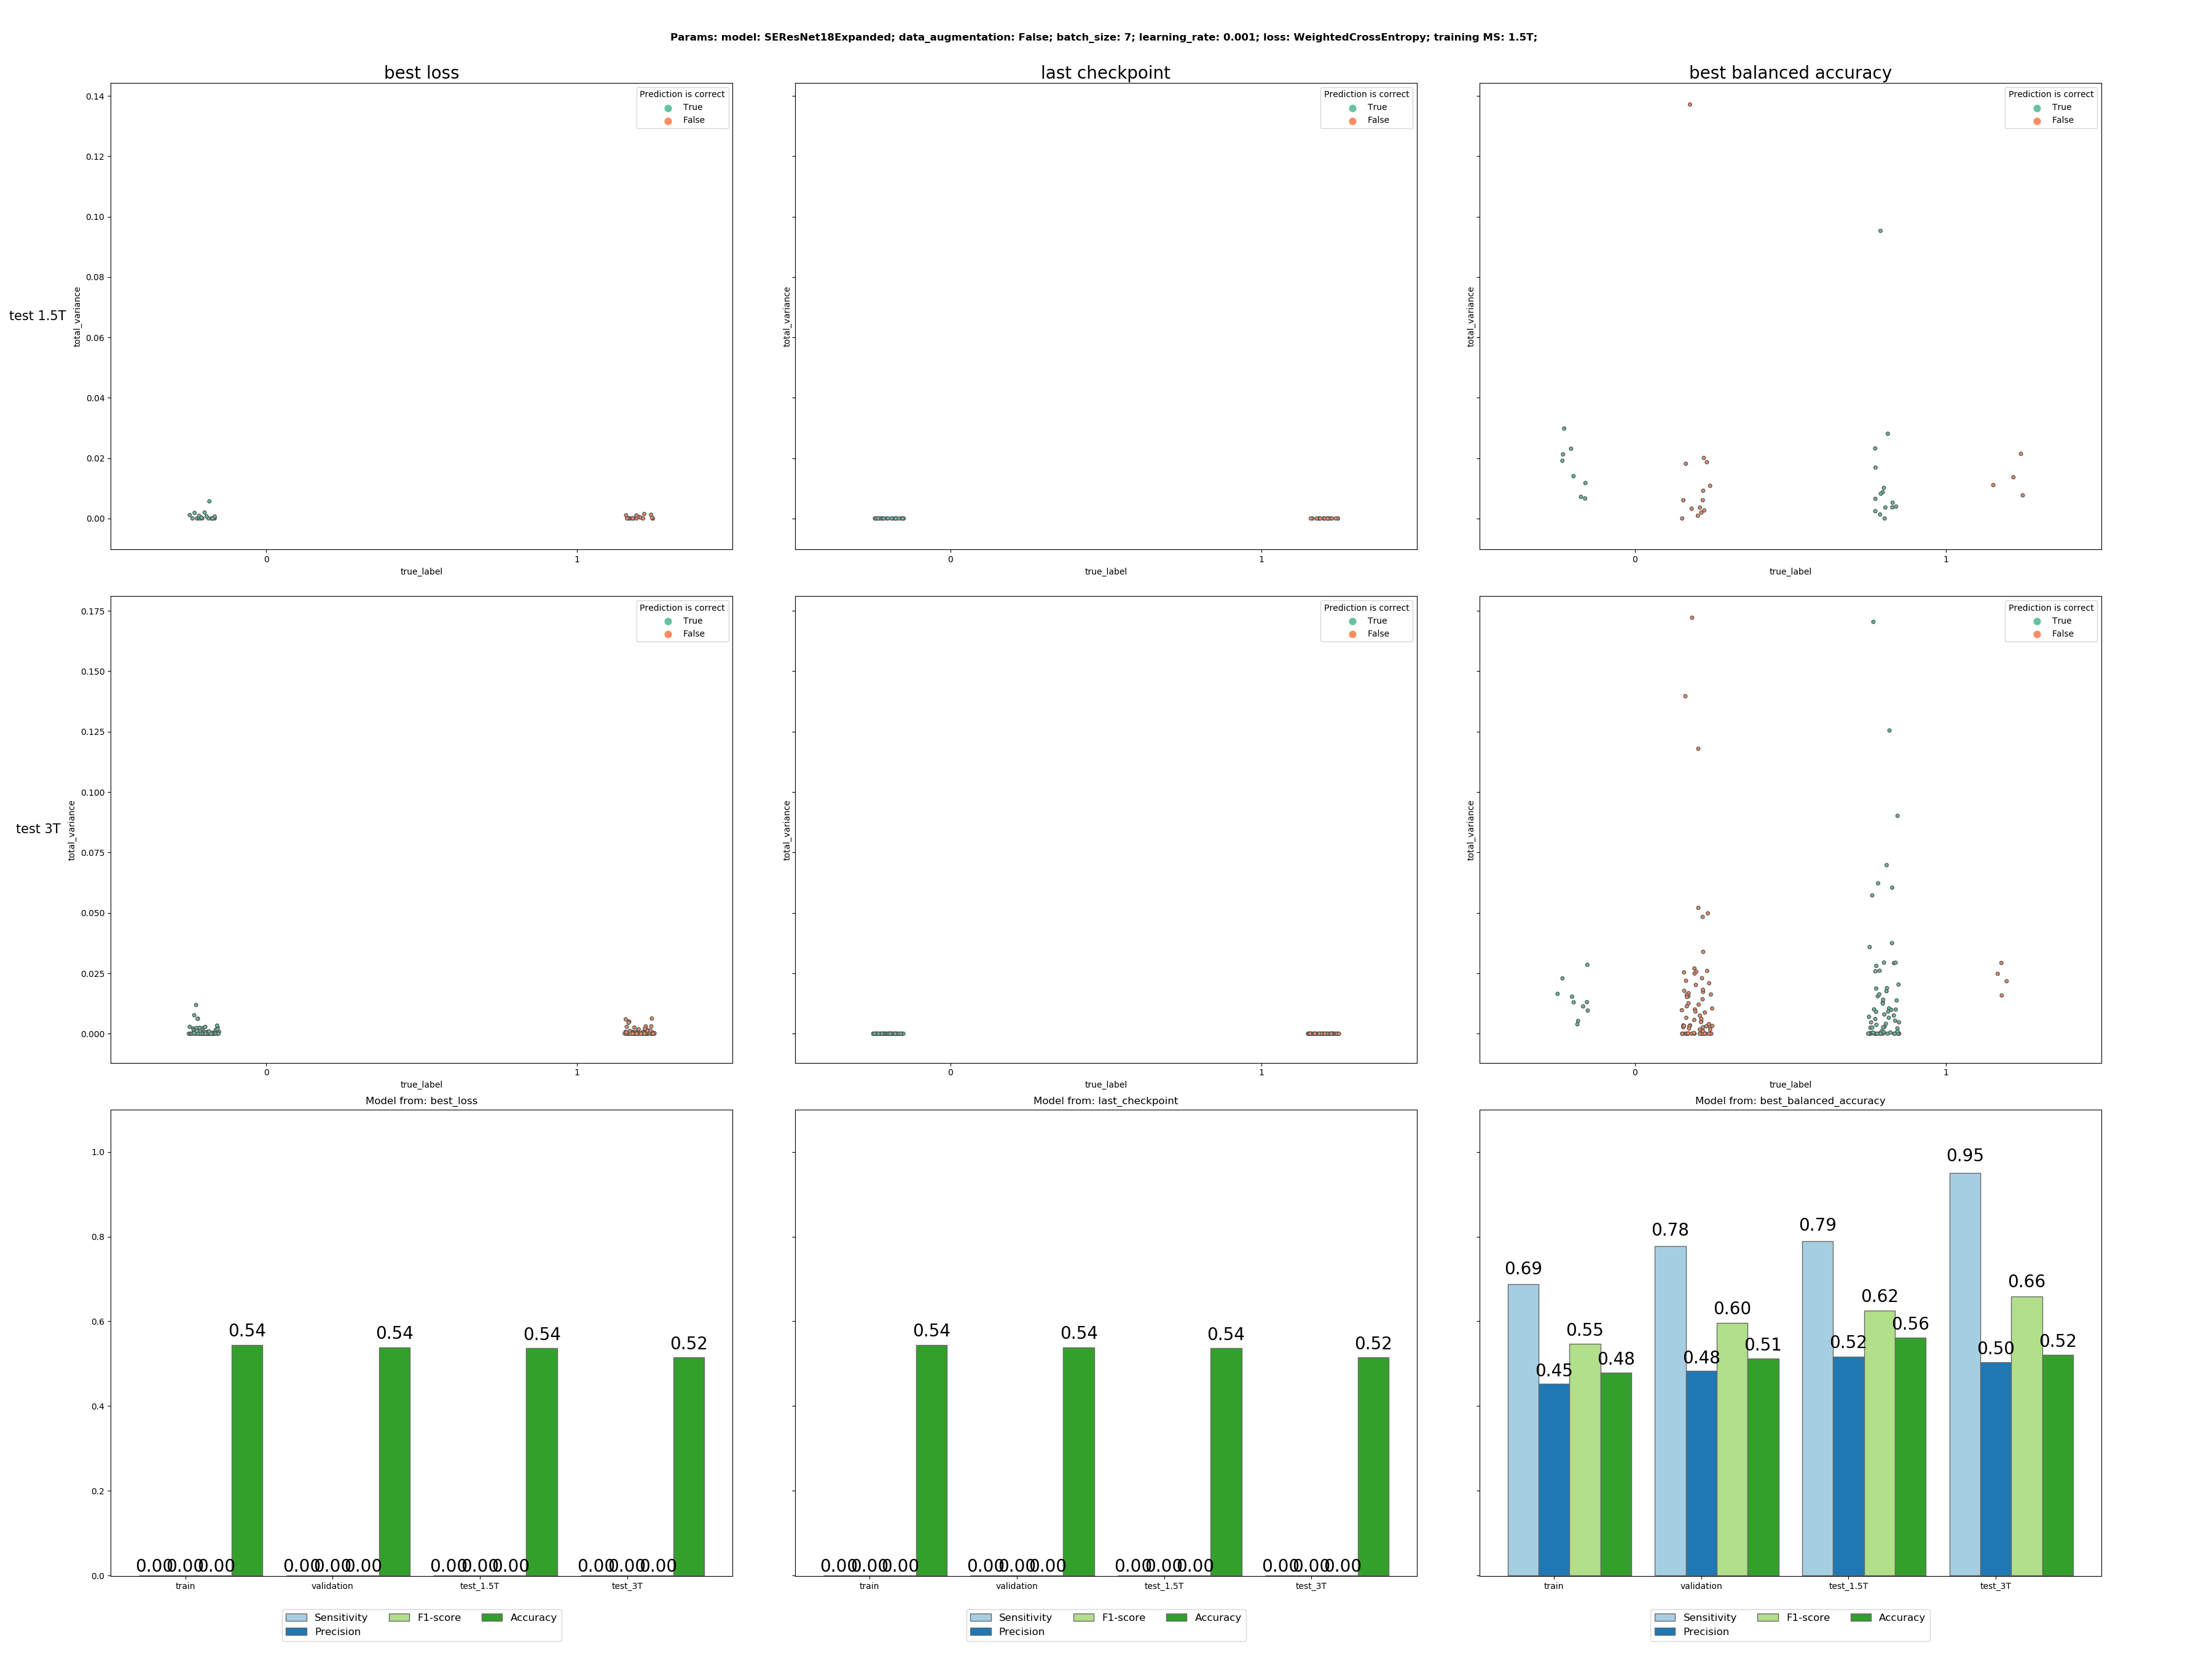 Params: model: SEResNet18Expanded; data_augmentation: False; batch_size: 7; learning_rate: 0.001; loss: WeightedCrossEntropy; training MS: 1.5T;
best loss
last checkpoint
best balanced accuracy
test 1.5T
total_variance
0.14
0.12
0.10
0.08
0.06
0.04
0.02
0.00
Prediction is correct
True
False
0 1
true_label
total_variance
Prediction is correct
True
False
0 1
true_label
total_variance
Prediction is correct
True
False
0 1
true_label
test 3T
total_variance
0.175
0.150
0.125
0.100
0.075
0.050
0.025
0.000
Prediction is correct
True
False
0 1
true_label
total_variance
Prediction is correct
True
False
0 1
true_label
total_variance
Prediction is correct
True
False
0 1
true_label
Model from: best_loss
1.0
0.8
0.6
0.4
0.2
0.0
0.54 0.54 0.54 0.52
0.00 0.00 0.00 0.00 0.00 0.00 0.00 0.00 0.00 0.00 0.00 0.00
train validation test_1.5T test_3T
Sensitivity F1-score Accuracy
Precision
Model from: last_checkpoint
0.54 0.54 0.54 0.52
0.00 0.00 0.00 0.00 0.00 0.00 0.00 0.00 0.00 0.00 0.00 0.00
train validation test_1.5T test_3T
Sensitivity F1-score Accuracy
Precision
Model from: best_balanced_accuracy
0.69 0.45 0.55 0.48
0.78 0.48 0.60 0.51
0.79 0.52 0.62 0.56
0.95 0.50 0.66 0.52
train validation test_1.5T test_3T
Sensitivity F1-score Accuracy
Precision